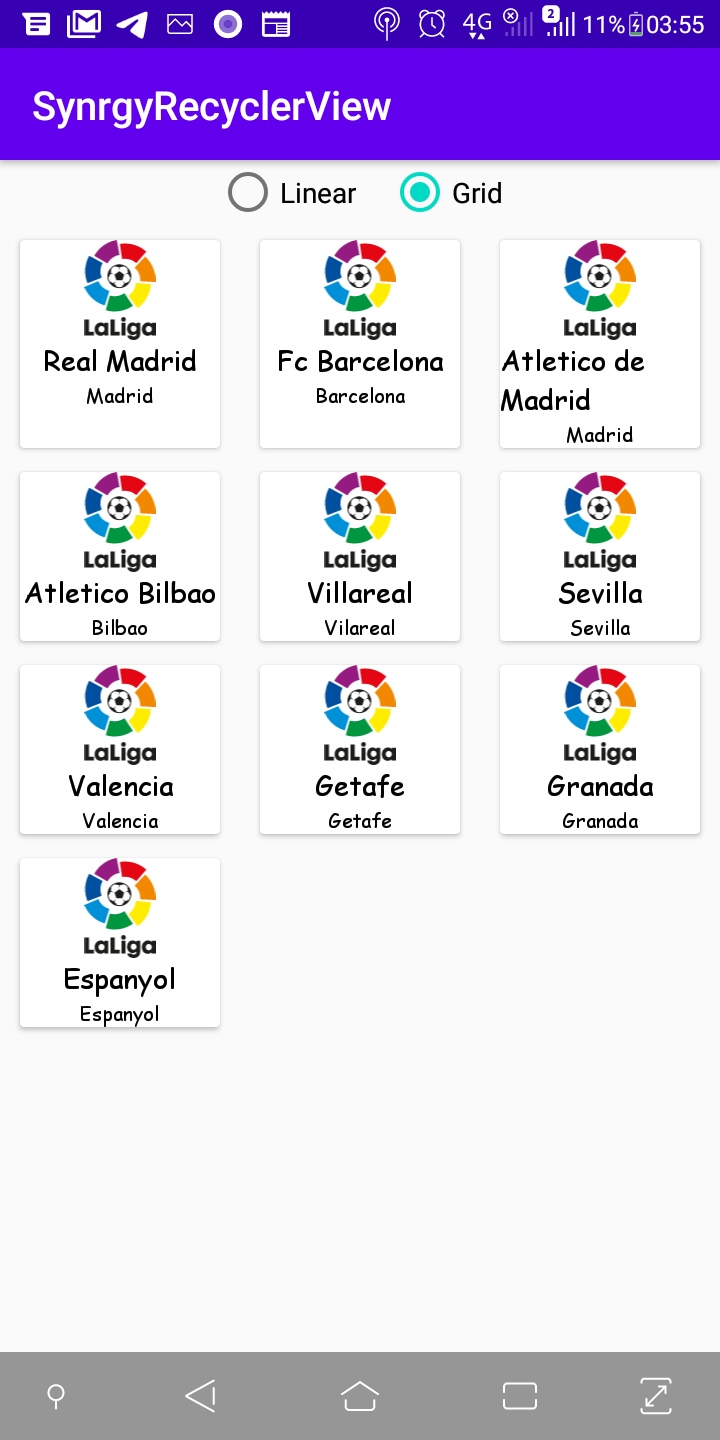 4G 2 11% 03:55
SynrgyRecyclerView
Linear Grid
LaLiga LaLiga LaLiga
Real Madrid Fc Barcelona Atletico de
Madrid
Madrid Barcelona Madrid
LaLiga LaLiga LaLiga
Atletico Bilbao Villareal Sevilla
Bilbao Vilareal Sevilla
LaLiga LaLiga LaLiga
Valencia Getafe Granada
Valencia Getafe Granada
LaLiga
Espanyol
Espanyol